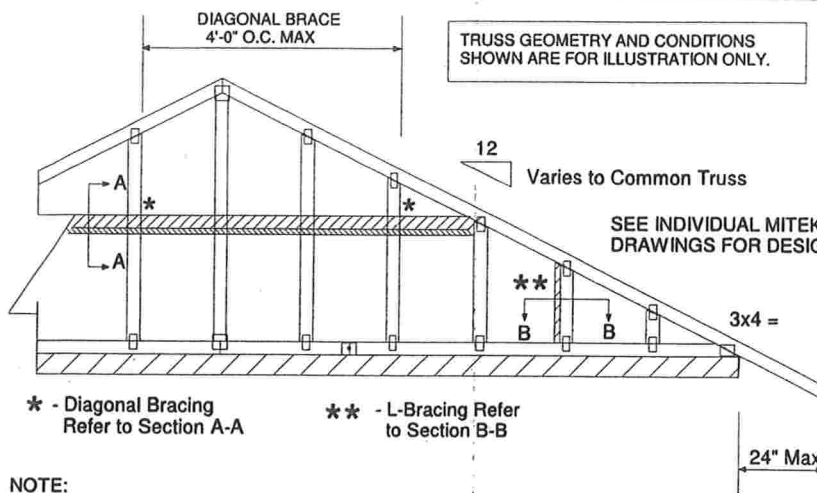 DIAGONAL BRACE
4'-0" O.C. MAX
TRUSS GEOMETRY AND CONDITIONS
SHOWN ARE FOR ILLUSTRATION ONLY.
12
Varies to Common Truss
A
*
*
SEE INDIVIDUAL MITEK
DRAWINGS FOR DESIG
A
**
B
B
3x4 =
* - Diagonal Bracing
Refer to Section A-A
** - L-Bracing Refer
to Section B-B
24" Max
NOTE: